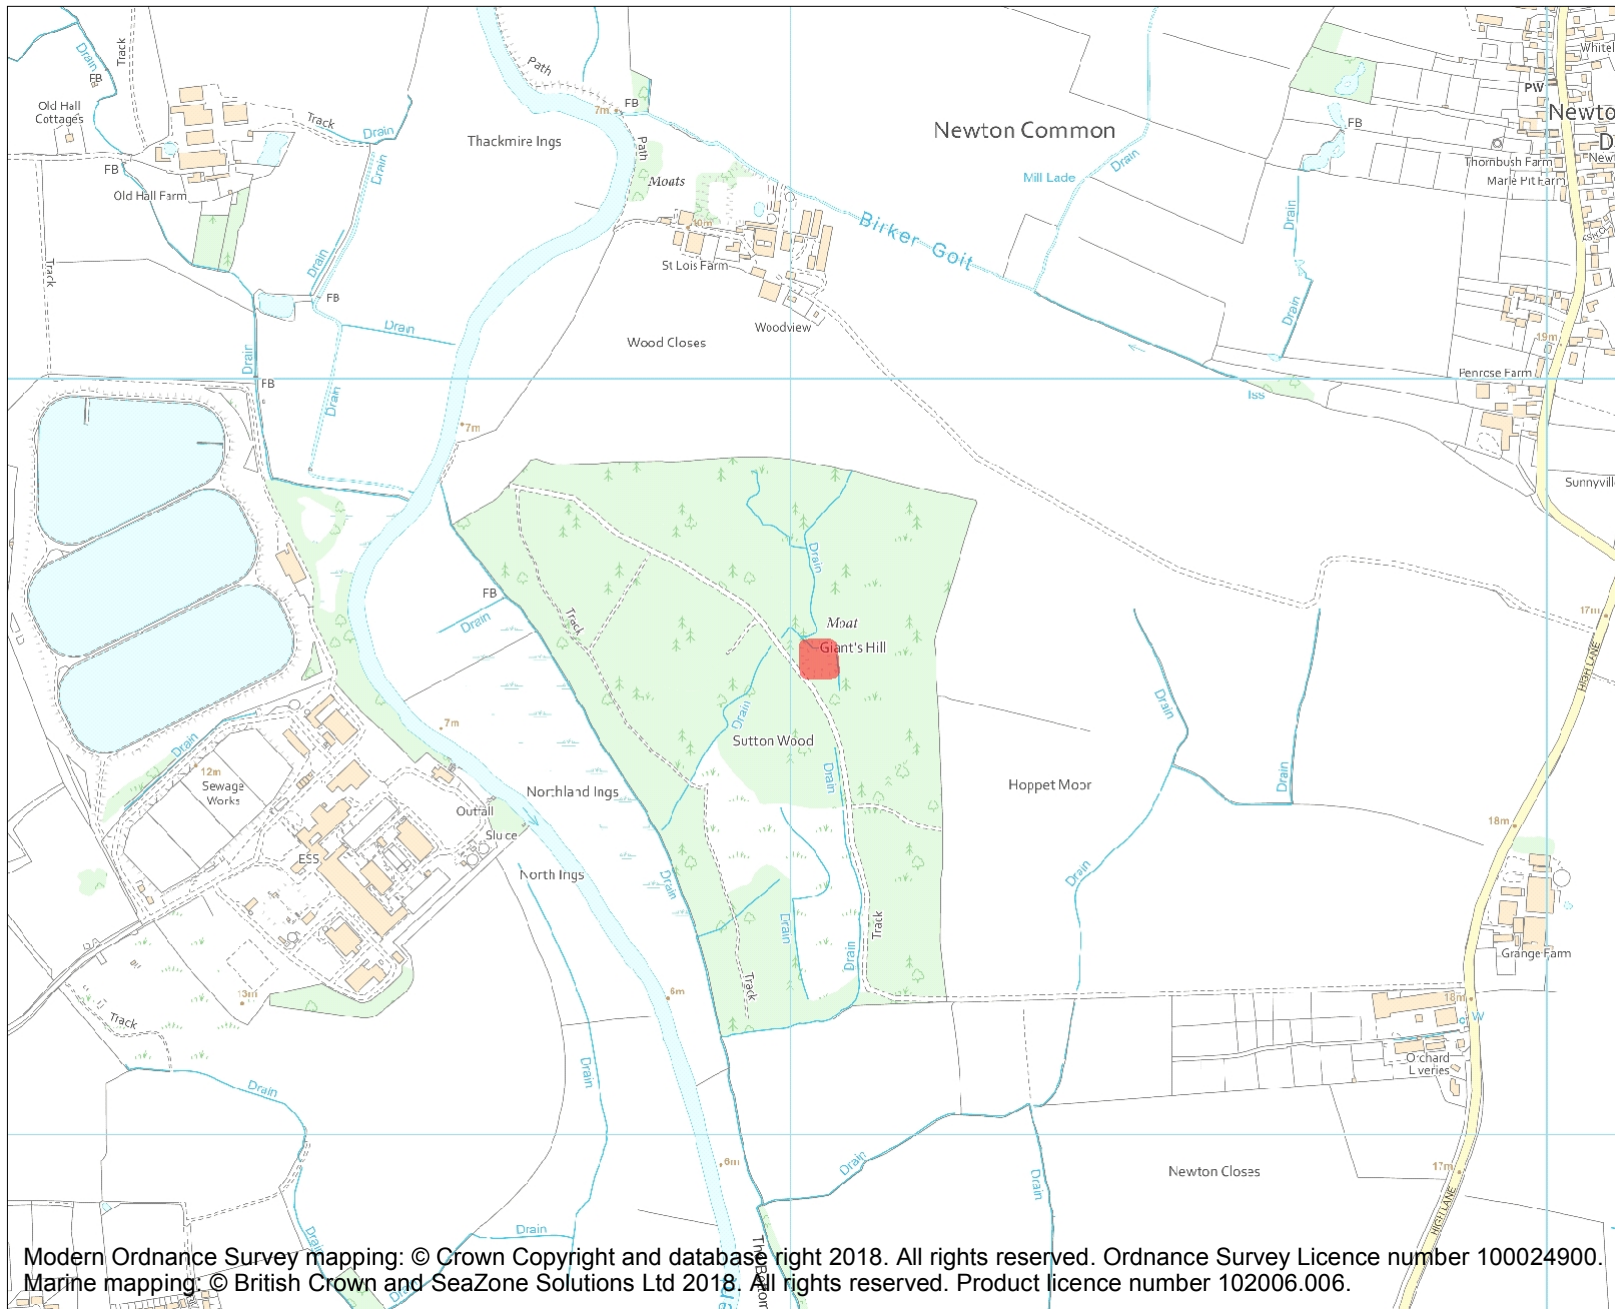 Drain
Track
FB
Old Hall
Cottages
Track
Drain
Drain
FB
Old Hall Farm
Drain
FB
Track
Drain
Drain
Drain
FB
Path
7m
FB
Path
Thackmire Ings
Moats
10m
St Lois Farm
Woodview
Wood Closes
Birker Goit
Newton Common
Mill Lade
Drain
FB
PW
Thornbush Farm
Marle Pit Farm
Drain
Drain
19m
Penrose Farm
Iss
7m
FB
Drain
Track
Drain
Moat
Giant's Hill
Drain
Sutton Wood
Drain
7m
Northland Ings
Drain
12m
Sewage
Works
Outfall
Sluice
ESS
North Ings
Drain
Drain
Drain
Track
Track
Hoppet Moor
Drain
Drain
Drain
17m
HIGH LANE
18m
Grange Farm
18m
W
Orchard
Liveries
13m
Track
Drain
Drain
6m
6m
Drain
Drain
Drain
Drain
Newton Closes
17m
HIGH LANE
Modern Ordnance Survey mapping: © Crown Copyright and database right 2018. All rights reserved. Ordnance Survey Licence number 100024900.
Marine mapping: © British Crown and SeaZone Solutions Ltd 2018. All rights reserved. Product licence number 102006.006.